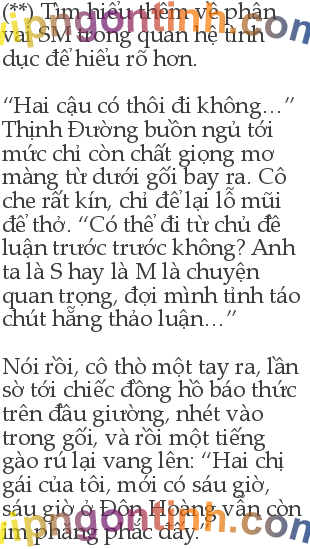 (**) Tìm hiểu thêm về phân
vai SM trong quan hệ tình
dục để hiểu rõ hơn.
“Hai cậu có thôi đi không…”
Thịnh Đường buồn ngủ tới
mức chỉ còn chất giọng mơ
màng từ dưới gối bay ra. Cô
che rất kín, chỉ để lại lỗ mũi
để thở. “Có thể đi từ chủ đề
luận trước trước không? Anh
ta là S hay là M là chuyện
quan trọng, đợi mình tỉnh táo
chút hẵng thảo luận…”
Nói rồi, cô thò một tay ra, lần
sờ tới chiếc đồng hồ báo thức
trên đầu giường, nhét vào
trong gối, và rồi một tiếng
gào rú lại vang lên: “Hai chị
gái của tôi, mới có sáu giờ,
sáu giờ ở Đôn Hoàng vẫn còn
im phăng phắc đấy.”